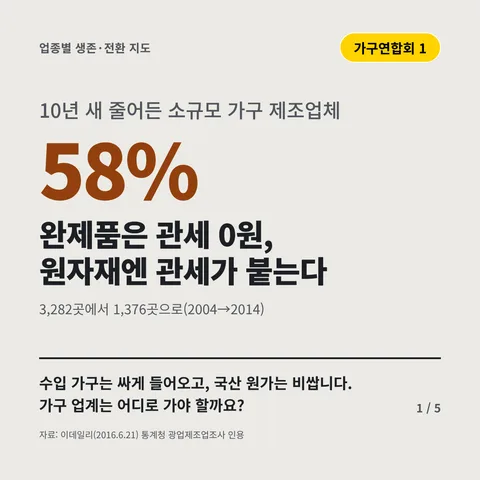 업종별 생존·전환 지도
가구연합회 1
10년 새 줄어든 소규모 가구 제조업체
58%
완제품은 관세 0원,
원자재엔 관세가 붙는다
3,282곳에서 1,376곳으로(2004→2014)
수입 가구는 싸게 들어오고, 국산 원가는 비쌉니다.
가구 업계는 어디로 가야 할까요?
1 / 5
자료: 이데일리(2016.6.21) 통계청 광업제조업조사 인용